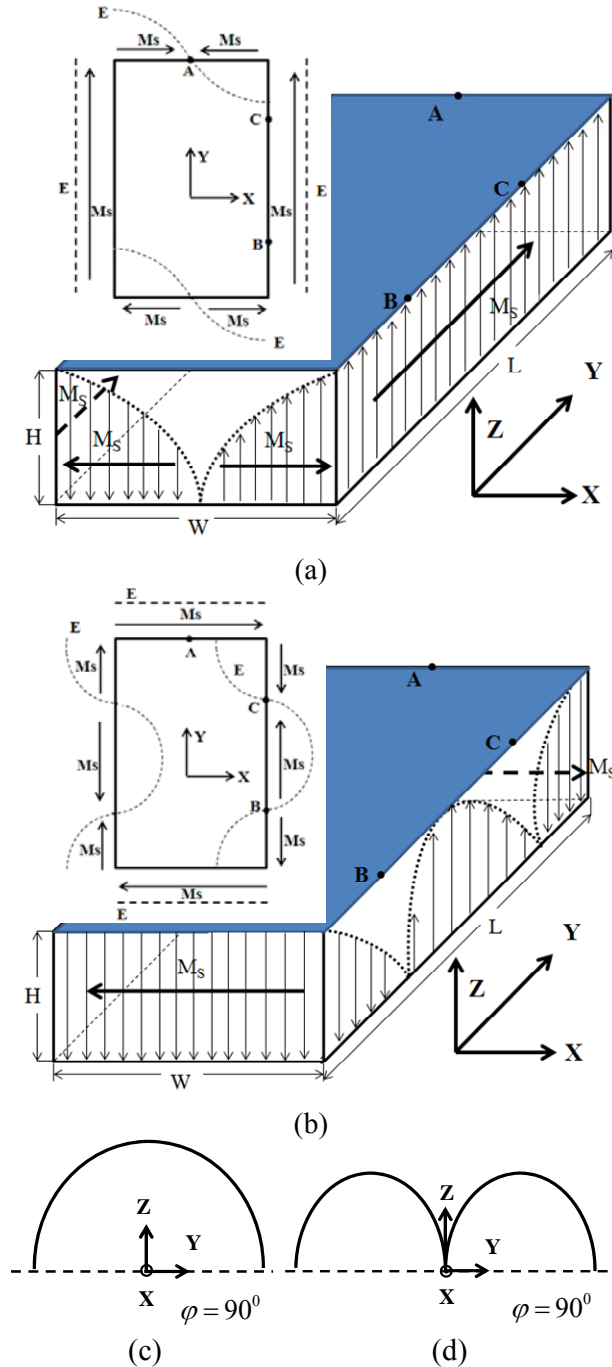 E
Ms Ms
A
C
Y
E Ms X Ms E
B
Ms Ms
E
A
C
B
M_S
M_S
H
M_S M_S
L
Y
Z
X
W
(a)
E
Ms
E A
Ms E Ms
C
Y
Ms X Ms
B
Ms Ms
Ms
E
A
C
M_S
B
L
Y
H
M_S
Z
X
W
(b)
Z Z
Y Y
X φ=90⁰ X φ=90⁰
(c) (d)